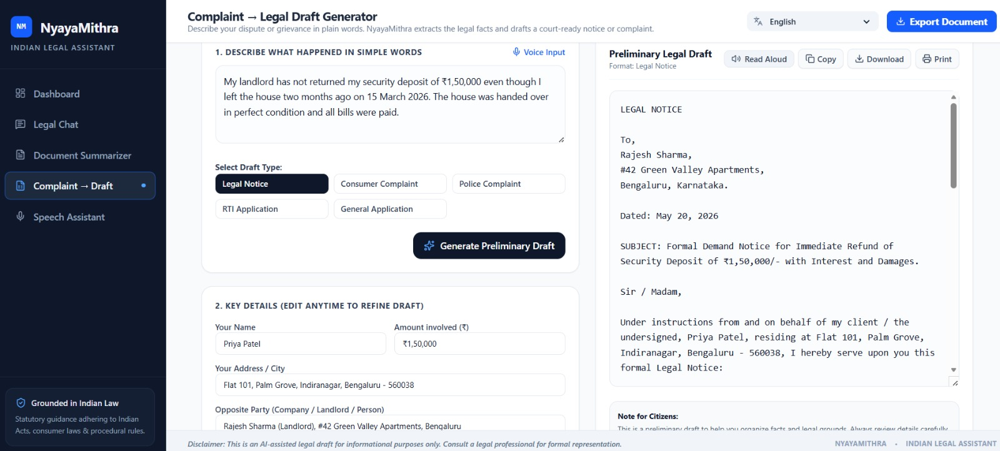 NM
NyayaMithra
INDIAN LEGAL ASSISTANT
Dashboard
Legal Chat
Document Summarizer
Complaint → Draft
Speech Assistant
Grounded in Indian Law
Statutory guidance adhering to Indian
Acts, consumer laws & procedural rules.
Complaint → Legal Draft Generator
Describe your dispute or grievance in plain words. NyayaMithra extracts the legal facts and drafts a court-ready notice or complaint.
English
Export Document
1. DESCRIBE WHAT HAPPENED IN SIMPLE WORDS
Voice Input
My landlord has not returned my security deposit of ₹1,50,000 even though I
left the house two months ago on 15 March 2026. The house was handed over
in perfect condition and all bills were paid.
Select Draft Type:
Legal Notice
Consumer Complaint
Police Complaint
RTI Application
General Application
Generate Preliminary Draft
2. KEY DETAILS (EDIT ANYTIME TO REFINE DRAFT)
Your Name
Amount involved (₹)
Priya Patel
₹1,50,000
Your Address / City
Flat 101, Palm Grove, Indiranagar, Bengaluru - 560038
Opposite Party (Company / Landlord / Person)
Rajesh Sharma (Landlord), #42 Green Valley Apartments, Bengaluru
Preliminary Legal Draft
Format: Legal Notice
Read Aloud
Copy
Download
Print
LEGAL NOTICE
To,
Rajesh Sharma,
#42 Green Valley Apartments,
Bengaluru, Karnataka.
Dated: May 20, 2026
SUBJECT: Formal Demand Notice for Immediate Refund of
Security Deposit of ₹1,50,000/- with Interest and Damages.
Sir / Madam,
Under instructions from and on behalf of my client / the
undersigned, Priya Patel, residing at Flat 101, Palm Grove,
Indiranagar, Bengaluru - 560038, I hereby serve upon you this
formal Legal Notice:
Note for Citizens:
This is a preliminary draft to help you organize facts and legal grounds. Always review details carefully
Disclaimer: This is an AI-assisted legal draft for informational purposes only. Consult a legal professional for formal representation.
NYAYAMITHRA • INDIAN LEGAL ASSISTANT